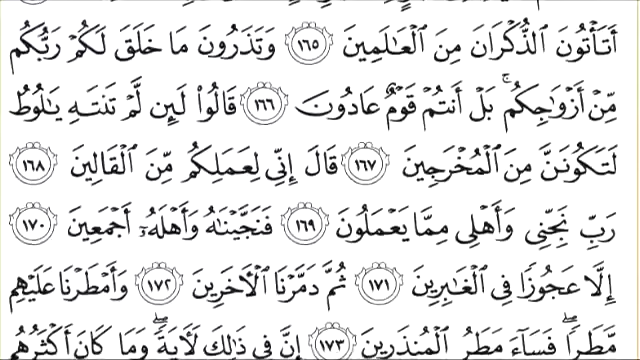 أَتَأْتُونَ ٱلذُّكْرَانَ مِنَ ٱلْعَـٰلَمِينَ ١٦٥ وَتَذَرُونَ مَا خَلَقَ لَكُمْ رَبُّكُم
مِّنْ أَزْوَٰجِكُم ۚ بَلْ أَنتُمْ قَوْمٌ عَادُونَ ١٦٦ قَالُوا۟ لَئِن لَّمْ تَنتَهِ يَـٰلُوطُ
لَتَكُونَنَّ مِنَ ٱلْمُخْرَجِينَ ١٦٧ قَالَ إِنِّى لِعَمَلِكُم مِّنَ ٱلْقَالِينَ ١٦٨
رَبِّ نَجِّنِى وَأَهْلِى مِمَّا يَعْمَلُونَ ١٦٩ فَنَجَّيْنَـٰهُ وَأَهْلَهُۥٓ أَجْمَعِينَ ١٧٠
إِلَّا عَجُوزًا فِى ٱلْغَـٰبِرِينَ ١٧١ ثُمَّ دَمَّرْنَا ٱلْـَٔاخَرِينَ ١٧٢ وَأَمْطَرْنَا عَلَيْهِم
مَّطَرًا ۖ فَسَآءَ مَطَرُ ٱلْمُنذَرِينَ ١٧٣ إِنَّ فِى ذَٰلِكَ لَـَٔايَةً ۖ وَمَا كَانَ أَكْثَرُهُم